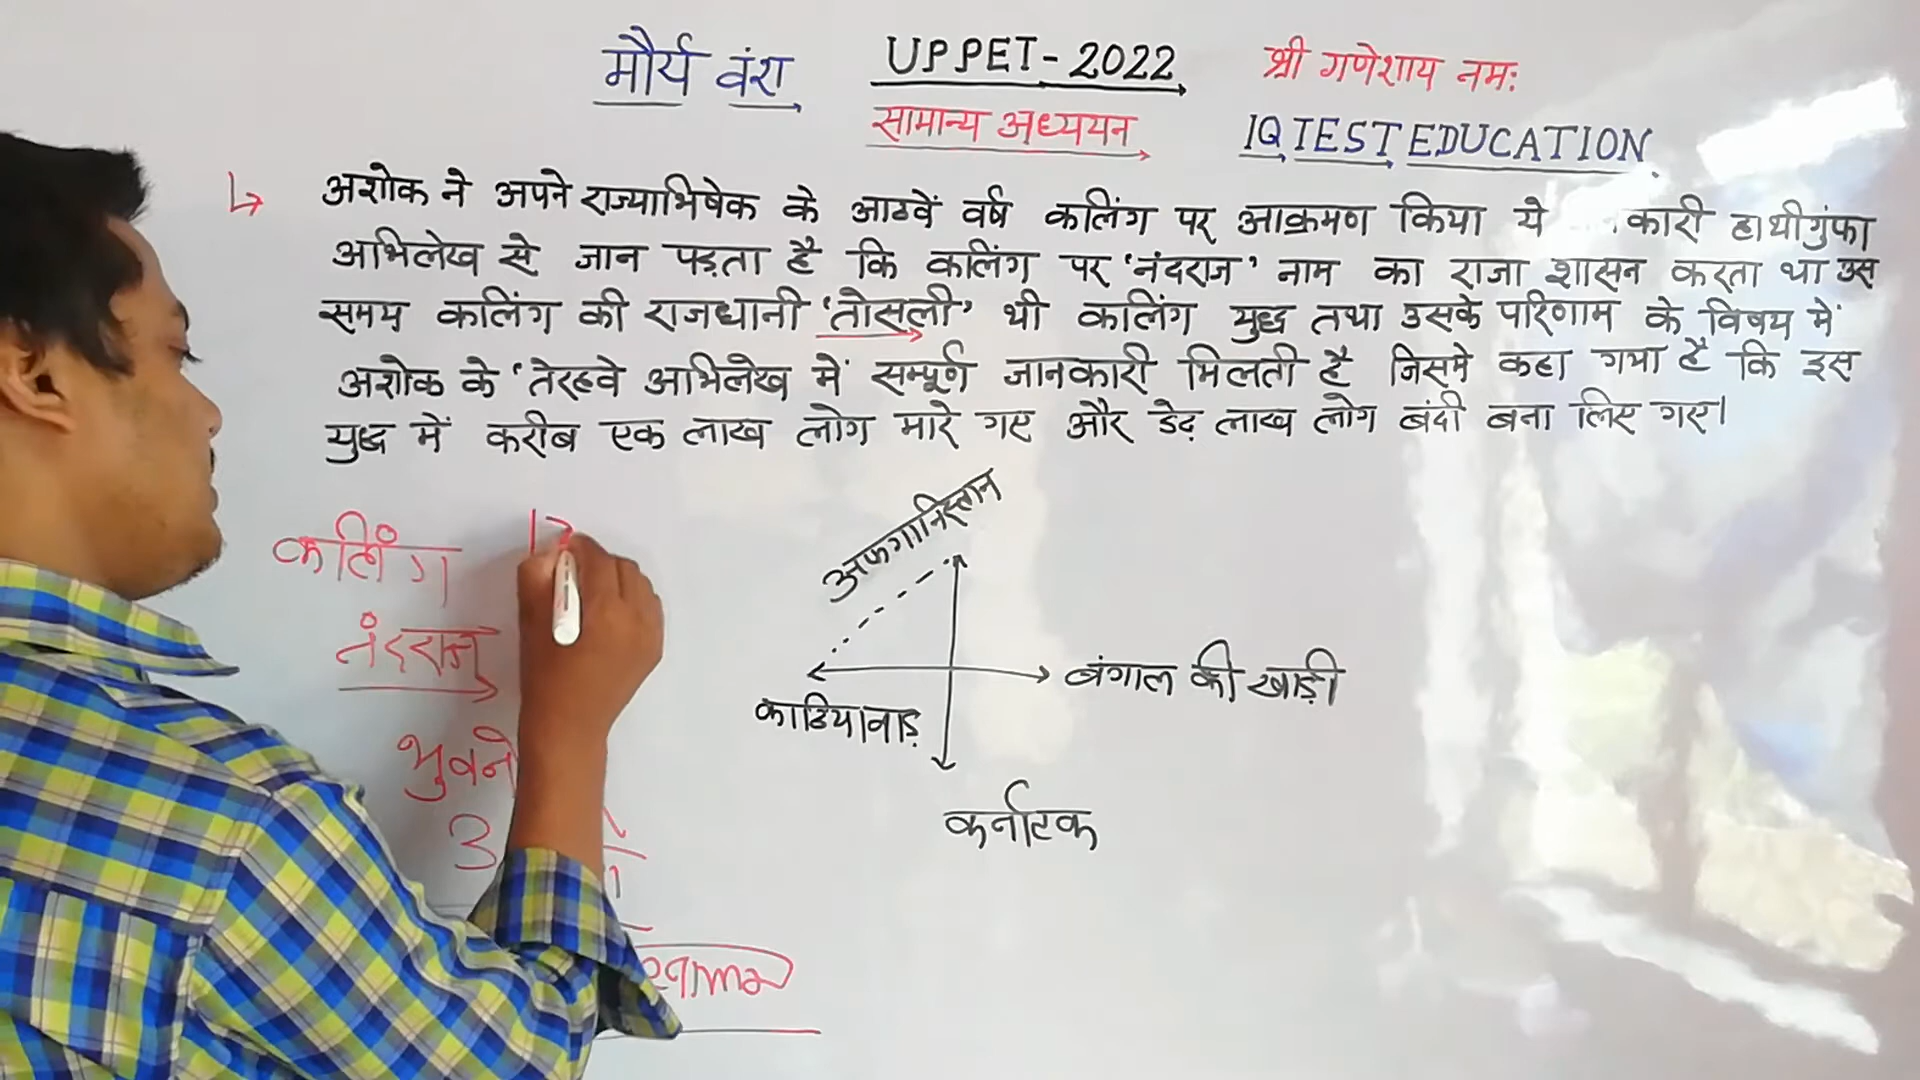 मौर्य वंश
UPPET-2022
श्री गणेशाय नमः
सामान्य अध्ययन
IQ TEST EDUCATION
अशोक ने अपने राज्याभिषेक के आठवें वर्ष कलिंग पर आक्रमण किया ये कारी हाथीगुंफा
अभिलेख से जान पड़ता है कि कलिंग पर 'नंदराज' नाम का राजा शासन करता था उस
समय कलिंग की राजधानी 'तोसली' थी कलिंग युद्ध तथा उसके परिणाम के विषय में
अशोक के 'तेरहवे अभिलेख में सम्पूर्ण जानकारी मिलती है जिसमे कहा गया है कि इस
युद्ध में करीब एक लाख लोग मारे गए और डेढ़ लाख लोग बंदी बना लिए गए।
कलिंग
नंदराज
भुवने
अफगानिस्तान
बंगाल की खाड़ी
काठियावाड़
कर्नाटक